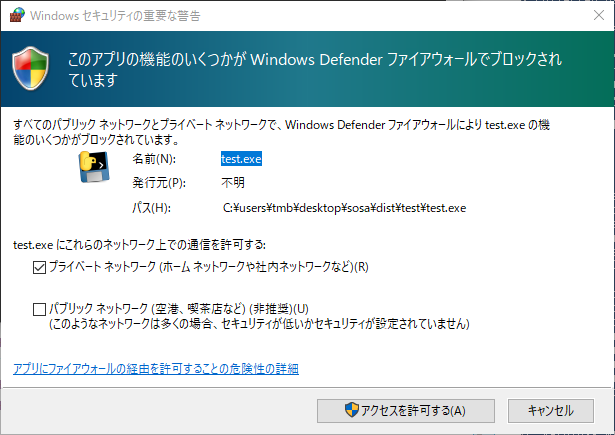 Windows セキュリティの重要な警告
このアプリの機能のいくつかが Windows Defender ファイアウォールでブロックされ
ています
すべてのパブリック ネットワークとプライベート ネットワークで、Windows Defender ファイアウォールにより test.exe の機
能のいくつかがブロックされています。
名前(N): test.exe
発行元(P): 不明
パス(H): C:¥users¥tmb¥desktop¥sosa¥dist¥test¥test.exe
test.exe にこれらのネットワーク上での通信を許可する:
プライベート ネットワーク (ホーム ネットワークや社内ネットワークなど)(R)
パブリック ネットワーク (空港、喫茶店など) (非推奨)(U)
(このようなネットワークは多くの場合、セキュリティが低いかセキュリティが設定されていません)
アプリにファイアウォールの経由を許可することの危険性の詳細
アクセスを許可する(A) キャンセル